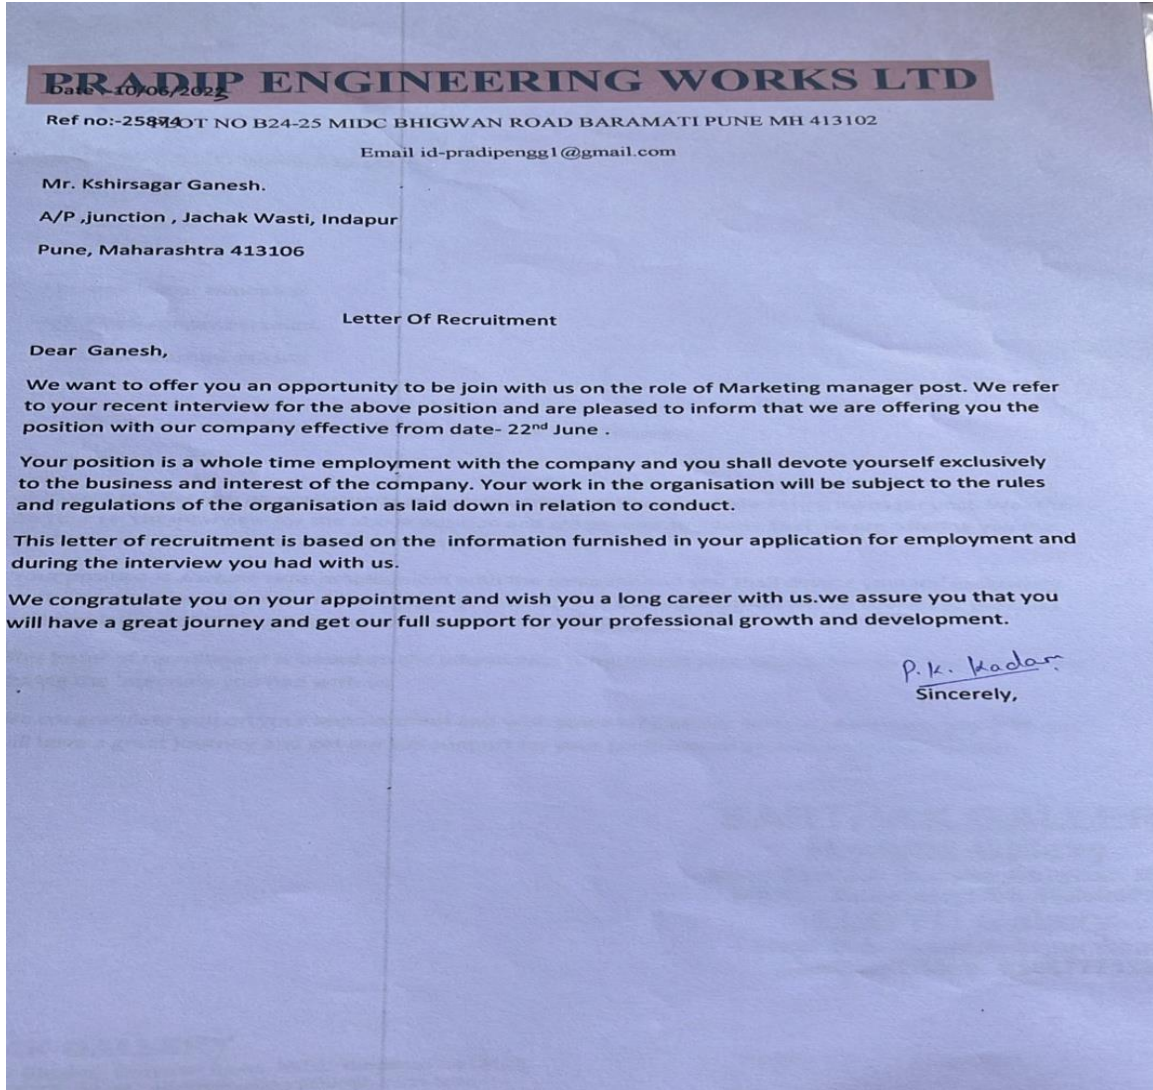 PRADIP ENGINEERING WORKS LTD
Date :-10/06/2023
Ref no:-25874
PLOT NO B24-25 MIDC BHIGWAN ROAD BARAMATI PUNE MH 413102
Email id-pradipengg1@gmail.com
Mr. Kshirsagar Ganesh.
A/P ,junction , Jachak Wasti, Indapur
Pune, Maharashtra 413106
Letter Of Recruitment
Dear Ganesh,
We want to offer you an opportunity to be join with us on the role of Marketing manager post. We refer
to your recent interview for the above position and are pleased to inform that we are offering you the
position with our company effective from date- 22nd June .
Your position is a whole time employment with the company and you shall devote yourself exclusively
to the business and interest of the company. Your work in the organisation will be subject to the rules
and regulations of the organisation as laid down in relation to conduct.
This letter of recruitment is based on the information furnished in your application for employment and
during the interview you had with us.
We congratulate you on your appointment and wish you a long career with us.we assure you that you
will have a great journey and get our full support for your professional growth and development.
P. K. Kadam
Sincerely,